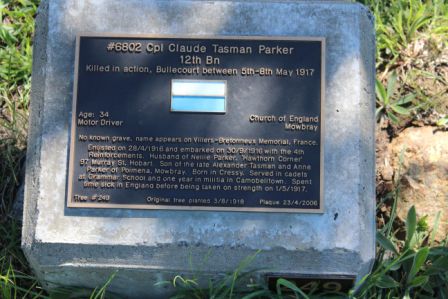 #6802 Cpl Claude Tasman Parker
12th Bn
Killed in action, Bullecourt between 5th-8th May 1917
Age: 34
Motor Driver
Church of England
Mowbray
No known grave, name appears on Villers-Bretonneux Memorial, France.
Enlisted on 28/4/1916 and embarked on 30/9/1916 with the 4th
Reinforcements. Husband of Nellie Parker, 'Hawthorn Corner'
97 Murray St. Hobart. Son of the late Alexander Tasman and Anne
Parker of Poimena, Mowbray. Born in Cressy. Served in cadets
at Grammar School and one year in militia in Campbelltown. Spent
time sick in England before being taken on strength on 1/5/1917.
Tree #249
Original tree planted 3/8/1918
Plaque 23/4/2006